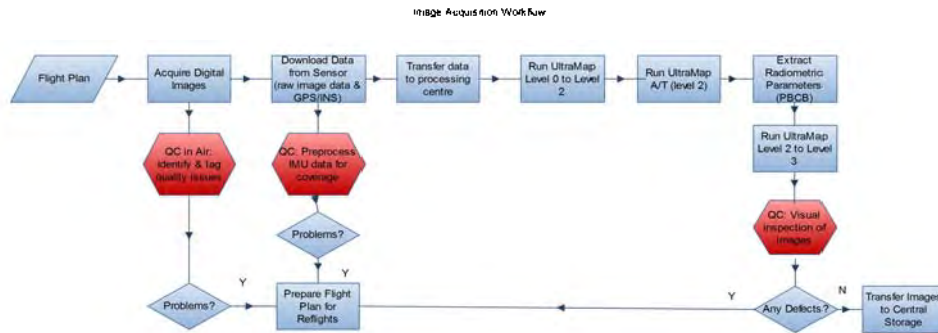 Image Acquisition Workflow
Flight Plan
Acquire Digital
Images
Download Data
from Sensor
(raw image data &
GPS/INS)
Transfer data
to processing
centre
Run UltraMap
Level 0 to Level
2
Run UltraMap
A/T (level 2)
Extract
Radiometric
Parameters
(PBCB)
QC in Air:
Identify & tag
quality issues
QC: Preprocess
IMU data for
coverage
Run UltraMap
Level 2 to Level
3
QC: Visual
inspection of
images
Problems?
Y
Problems?
Y
Prepare Flight
Plan for
Reflights
Y
Any Defects?
N
Transfer Images
to Central
Storage